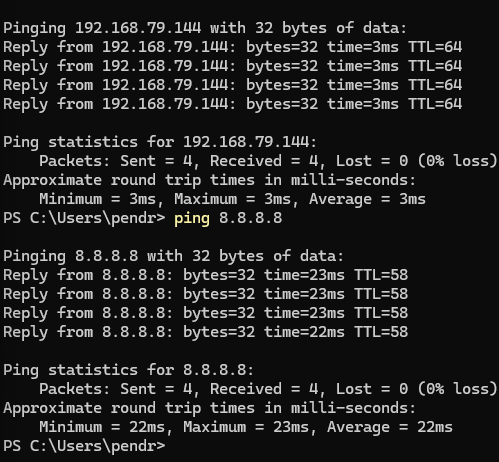 Pinging 192.168.79.144 with 32 bytes of data:
Reply from 192.168.79.144: bytes=32 time=3ms TTL=64
Reply from 192.168.79.144: bytes=32 time=3ms TTL=64
Reply from 192.168.79.144: bytes=32 time=3ms TTL=64
Reply from 192.168.79.144: bytes=32 time=3ms TTL=64

Ping statistics for 192.168.79.144:
    Packets: Sent = 4, Received = 4, Lost = 0 (0% loss)
Approximate round trip times in milli-seconds:
    Minimum = 3ms, Maximum = 3ms, Average = 3ms
PS C:\Users\pendr> ping 8.8.8.8

Pinging 8.8.8.8 with 32 bytes of data:
Reply from 8.8.8.8: bytes=32 time=23ms TTL=58
Reply from 8.8.8.8: bytes=32 time=23ms TTL=58
Reply from 8.8.8.8: bytes=32 time=23ms TTL=58
Reply from 8.8.8.8: bytes=32 time=22ms TTL=58

Ping statistics for 8.8.8.8:
    Packets: Sent = 4, Received = 4, Lost = 0 (0% loss)
Approximate round trip times in milli-seconds:
    Minimum = 22ms, Maximum = 23ms, Average = 22ms
PS C:\Users\pendr>